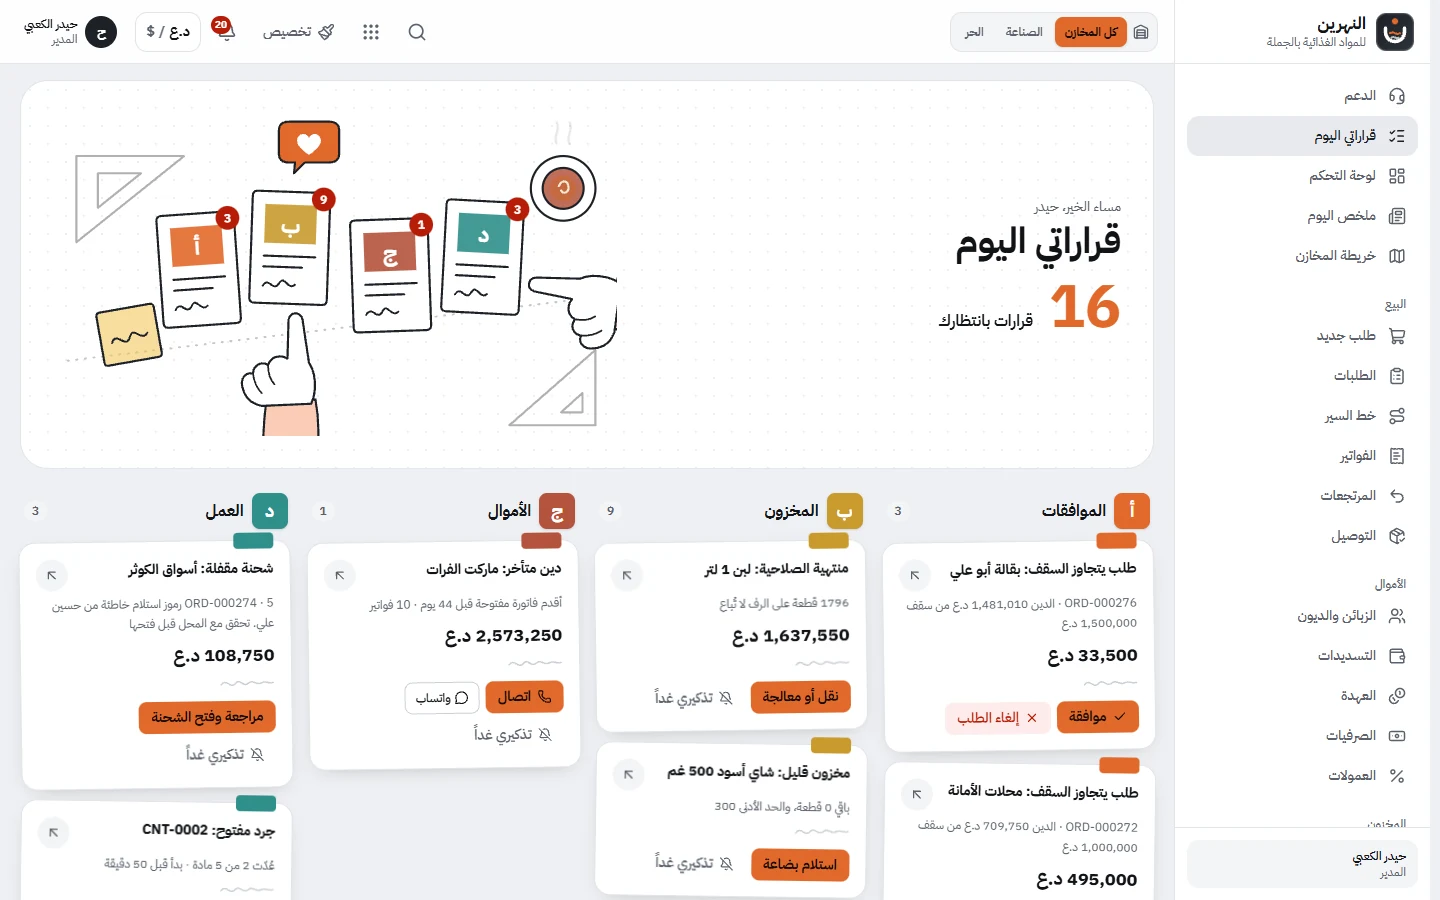 النهرين
للمواد الغذائية بالجملة
كل المخازن
الصناعة
الحر
تخصيص
20
د.ع / $
ح
حيدر الكعبي
المدير
الدعم
قراراتي اليوم
لوحة التحكم
ملخص اليوم
خريطة المخازن
البيع
طلب جديد
الطلبات
خط السير
الفواتير
المرتجعات
التوصيل
الأموال
الزبائن والديون
التسديدات
العهدة
الصرفيات
العمولات
المخزون
حيدر الكعبي
المدير
مساء الخير، حيدر
قراراتي اليوم
16 قرارات بانتظارك
د 3
ج 1
ب 9
أ 3
أ الموافقات 3
طلب يتجاوز السقف: بقالة أبو علي
ORD-000276 · الدين 1,481,010 د.ع من سقف
1,500,000 د.ع
33,500 د.ع
موافقة
إلغاء الطلب
طلب يتجاوز السقف: محلات الأمانة
ORD-000272 · الدين 709,750 د.ع من سقف
1,000,000 د.ع
495,000 د.ع
ب المخزون 9
منتهية الصلاحية: لبن 1 لتر
1796 قطعة على الرف لا تُباع
1,637,550 د.ع
نقل أو معالجة
تذكيري غداً
مخزون قليل: شاي أسود 500 غم
باقي 0 قطعة، والحد الأدنى 300
استلام بضاعة
تذكيري غداً
ج الأموال 1
دين متأخر: ماركت الفرات
أقدم فاتورة مفتوحة قبل 44 يوم · 10 فواتير
2,573,250 د.ع
اتصال
واتساب
تذكيري غداً
د العمل 3
شحنة مقفلة: أسواق الكوثر
ORD-000274 · 5 رموز استلام خاطئة من حسين
علي. تحقق مع المحل قبل فتحها
108,750 د.ع
مراجعة وفتح الشحنة
تذكيري غداً
جرد مفتوح: CNT-0002
عُدّت 2 من 5 مادة · بدأ قبل 50 دقيقة